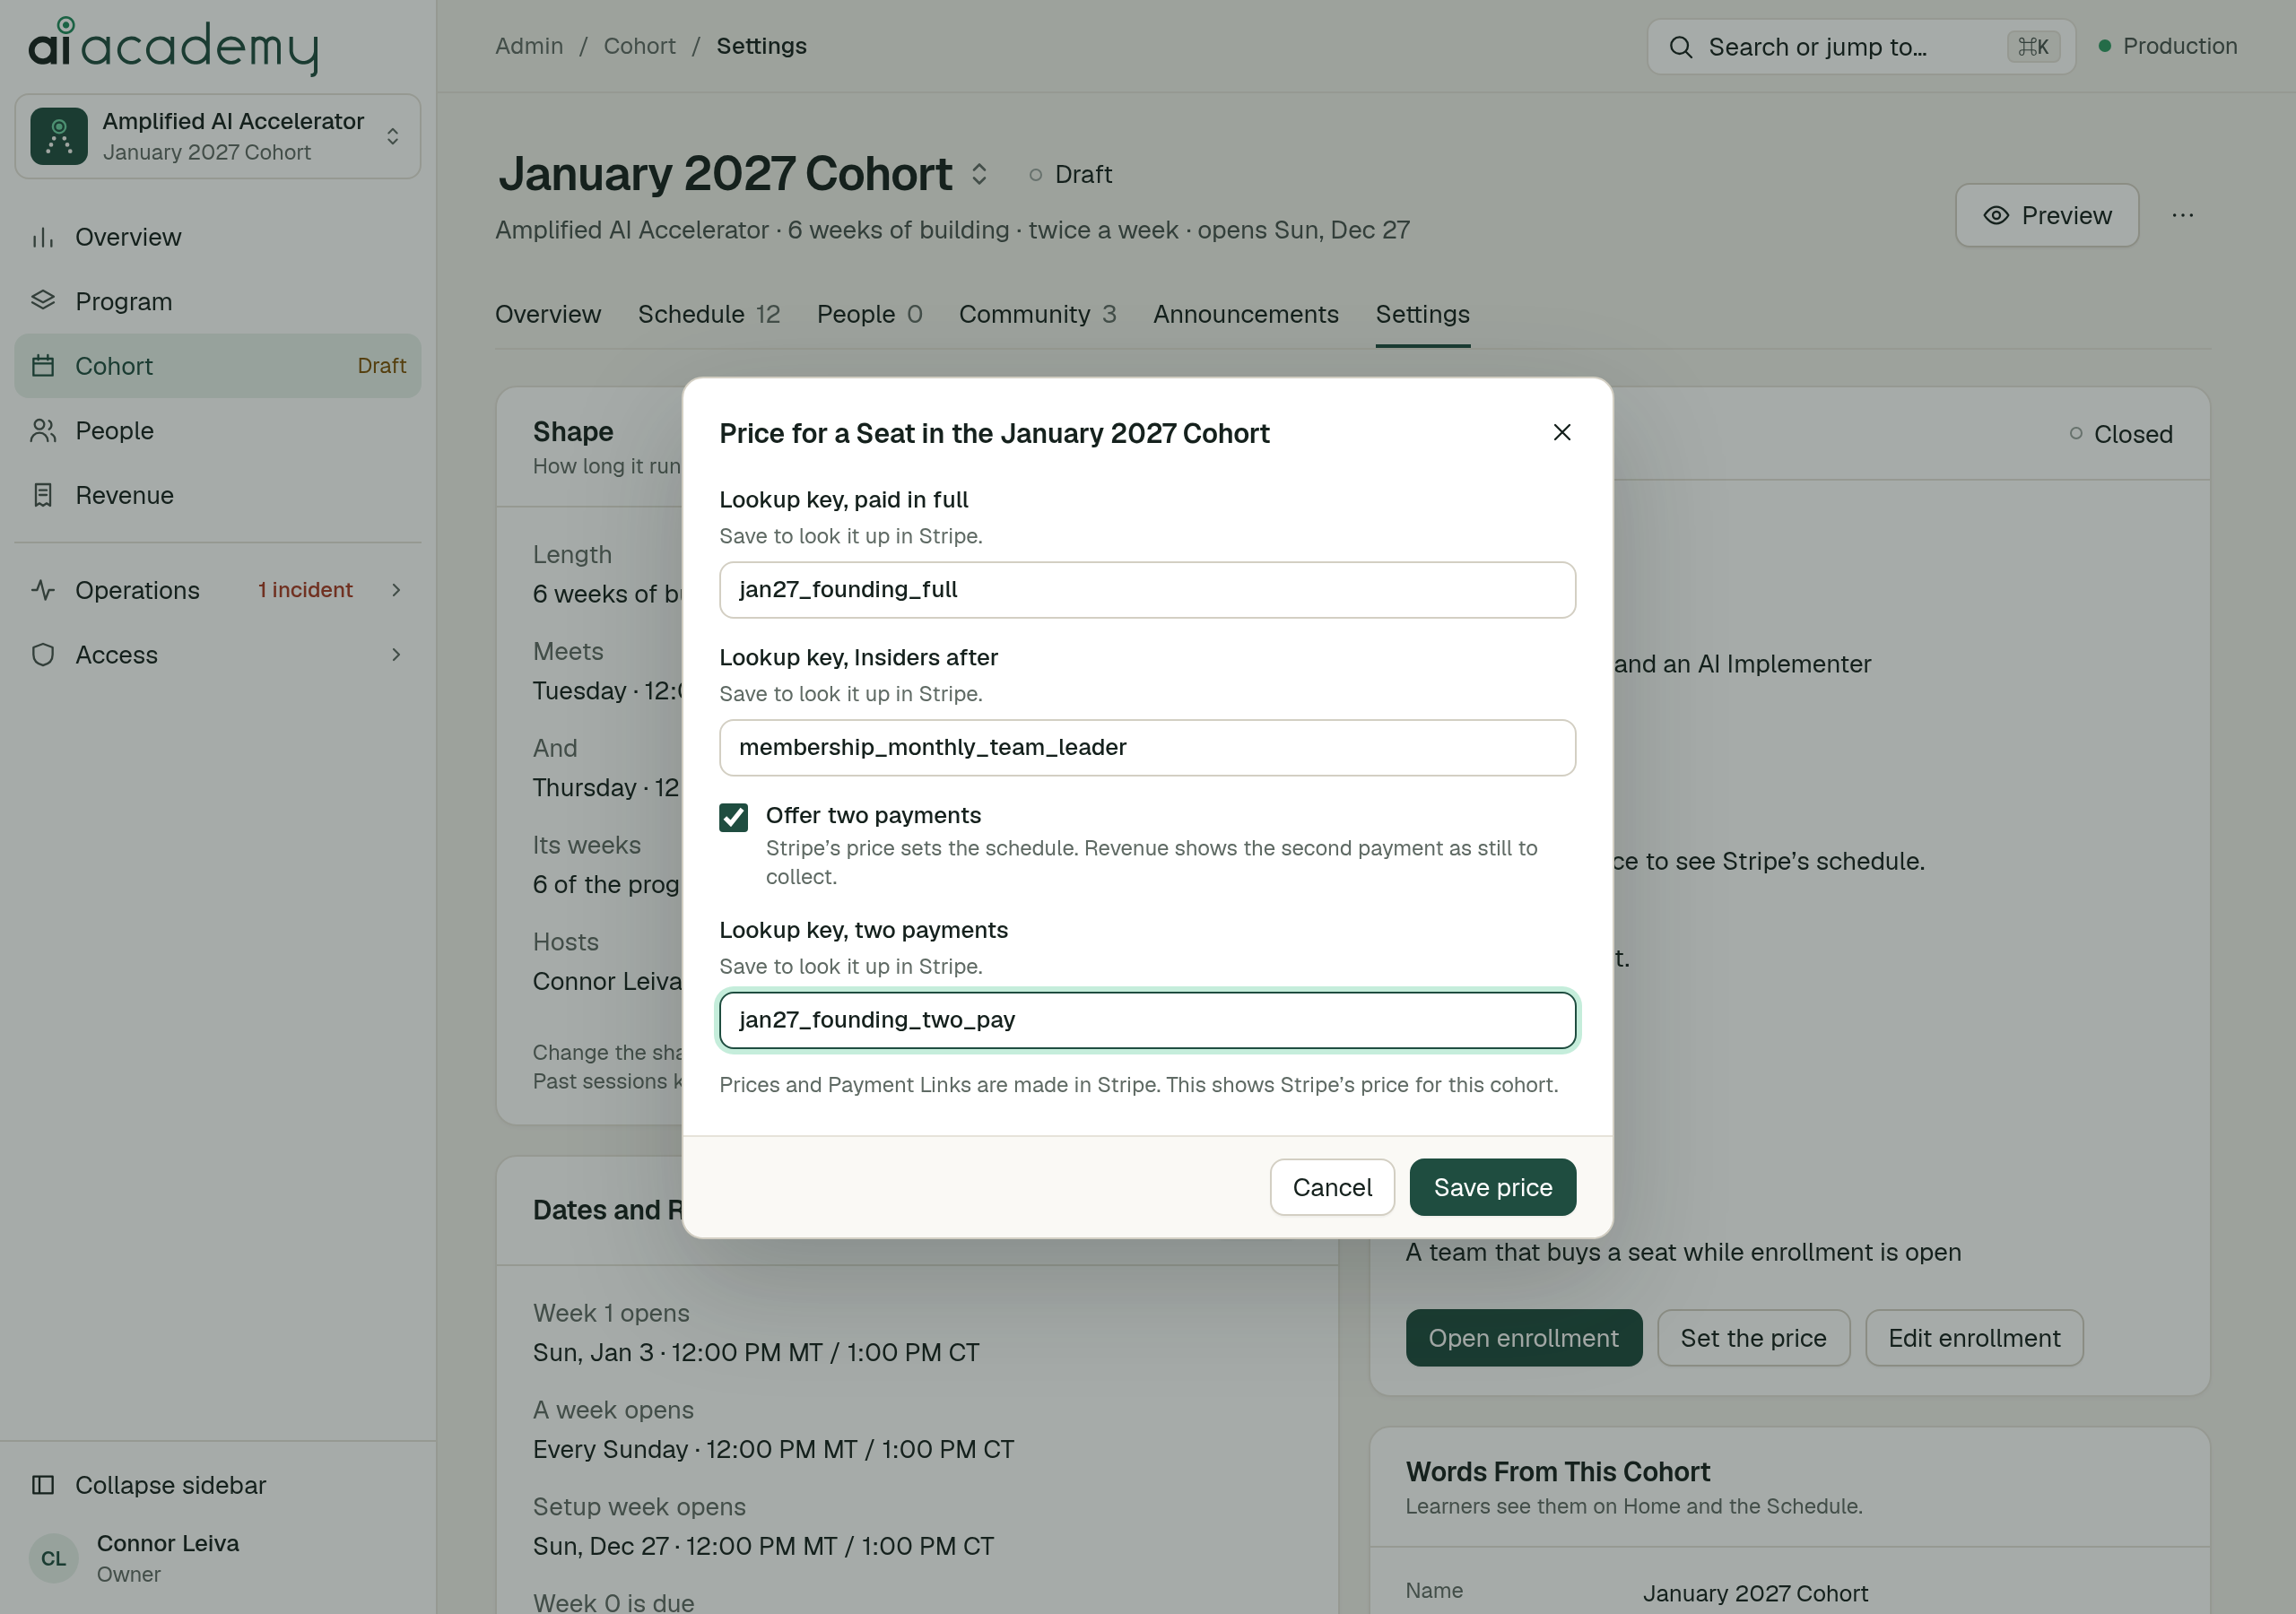 ai academy
Amplified AI Accelerator
January 2027 Cohort
Overview
Program
Cohort Draft
People
Revenue
Operations 1 incident
Access
Collapse sidebar
CL
Connor Leiva
Owner
Admin / Cohort / Settings
Search or jump to... ⌘K
Production
January 2027 Cohort
Draft
Amplified AI Accelerator · 6 weeks of building · twice a week · opens Sun, Dec 27
Preview
Overview Schedule 12 People 0 Community 3 Announcements Settings
Shape
How long it run
Length
6 weeks of bu
Meets
Tuesday · 12:0
And
Thursday · 12
Its weeks
6 of the prog
Hosts
Connor Leiva
Change the sha
Past sessions k
Closed
and an AI Implementer
ce to see Stripe’s schedule.
t.
A team that buys a seat while enrollment is open
Open enrollment
Set the price
Edit enrollment
Price for a Seat in the January 2027 Cohort
Lookup key, paid in full
Save to look it up in Stripe.
jan27_founding_full
Lookup key, Insiders after
Save to look it up in Stripe.
membership_monthly_team_leader
Offer two payments
Stripe’s price sets the schedule. Revenue shows the second payment as still to
collect.
Lookup key, two payments
Save to look it up in Stripe.
jan27_founding_two_pay
Prices and Payment Links are made in Stripe. This shows Stripe’s price for this cohort.
Cancel
Save price
Dates and R
Week 1 opens
Sun, Jan 3 · 12:00 PM MT / 1:00 PM CT
A week opens
Every Sunday · 12:00 PM MT / 1:00 PM CT
Setup week opens
Sun, Dec 27 · 12:00 PM MT / 1:00 PM CT
Week 0 is due
Words From This Cohort
Learners see them on Home and the Schedule.
Name January 2027 Cohort